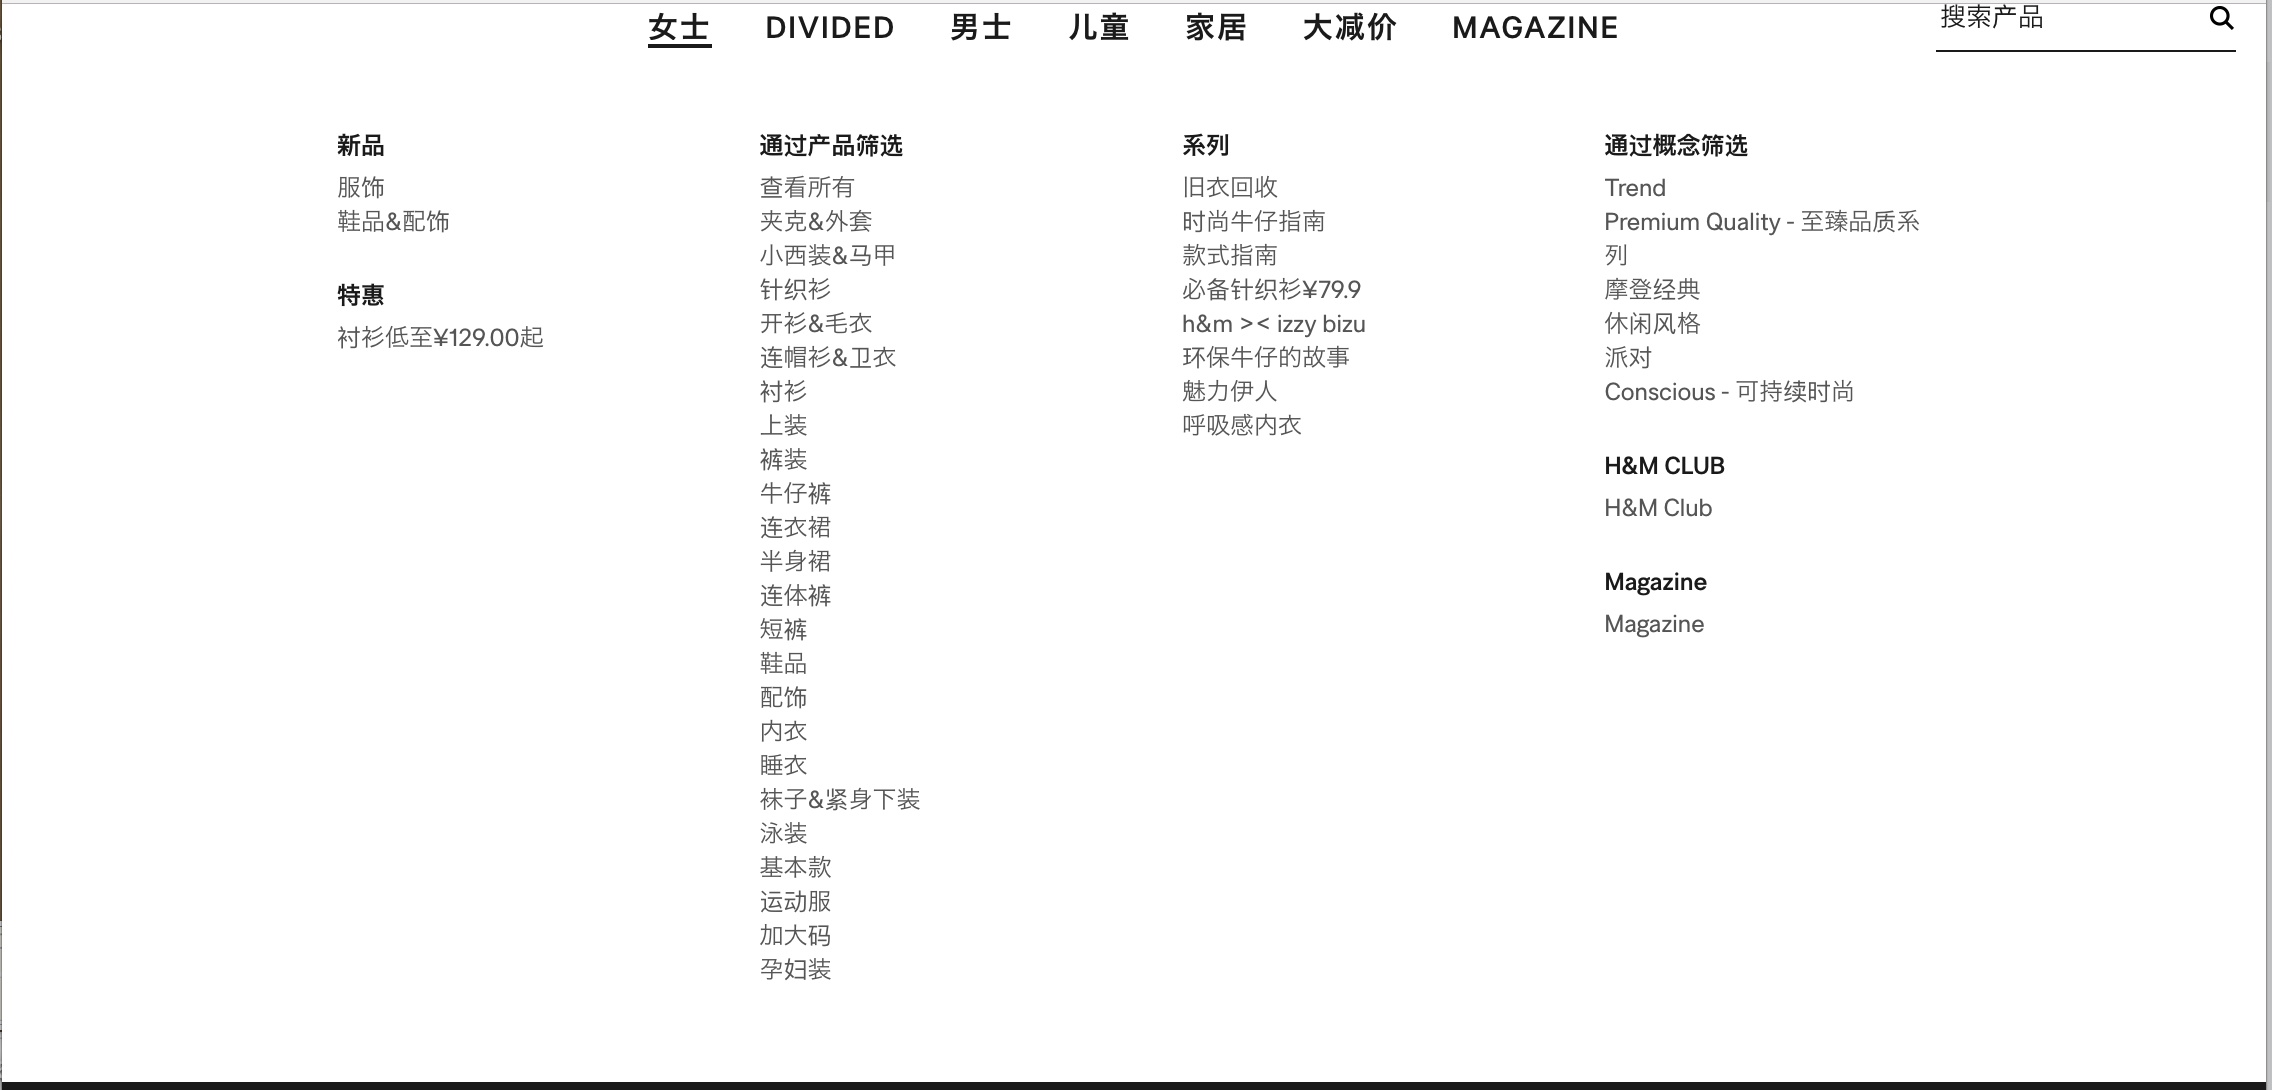 女士 DIVIDED 男士 儿童 家居 大减价 MAGAZINE 搜索产品
新品
服饰
鞋品&配饰
特惠
衬衫低至¥129.00起
通过产品筛选
查看所有
夹克&外套
小西装&马甲
针织衫
开衫&毛衣
连帽衫&卫衣
衬衫
上装
裤装
牛仔裤
连衣裙
半身裙
连体裤
短裤
鞋品
配饰
内衣
睡衣
袜子&紧身下装
泳装
基本款
运动服
加大码
孕妇装
系列
旧衣回收
时尚牛仔指南
款式指南
必备针织衫¥79.9
h&m >< izzy bizu
环保牛仔的故事
魅力伊人
呼吸感内衣
通过概念筛选
Trend
Premium Quality - 至臻品质系
列
摩登经典
休闲风格
派对
Conscious - 可持续时尚
H&M CLUB
H&M Club
Magazine
Magazine